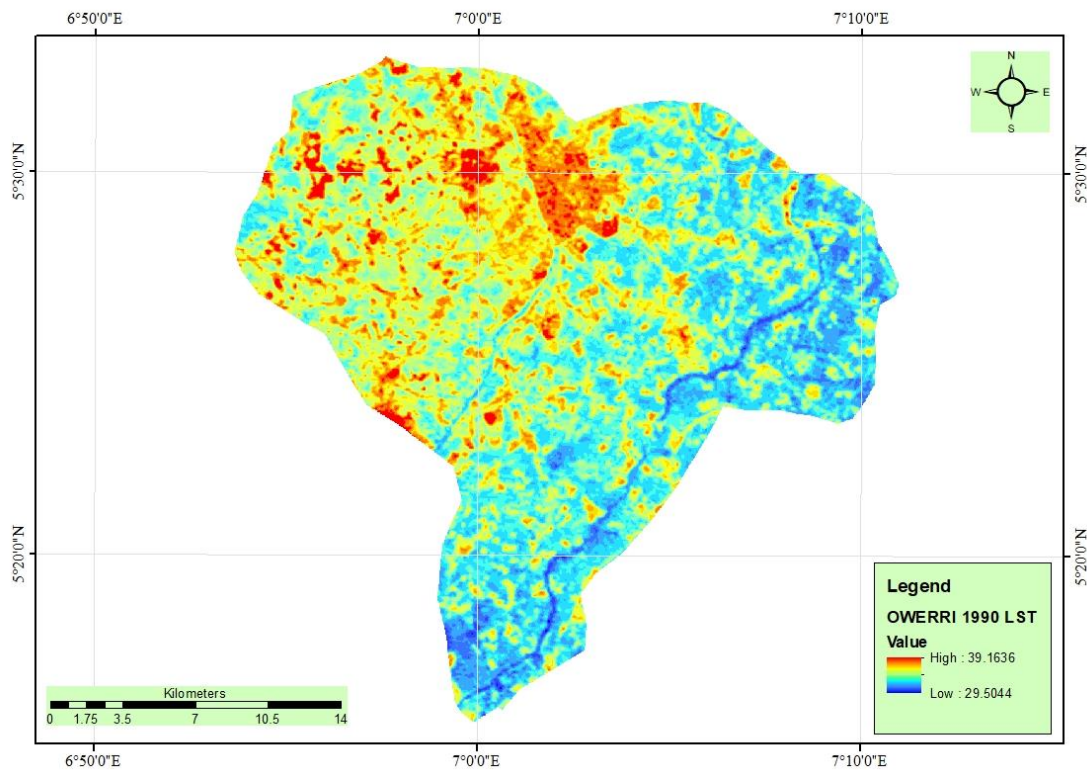 6°50'0"E 7°0'0"E 7°10'0"E
N
W E
S
5°30'0"N 5°30'0"N
5°20'0"N 5°20'0"N
Legend
OWERRI 1990 LST
Value
High : 39.1636
Low : 29.5044
Kilometers
0 1.75 3.5 7 10.5 14
6°50'0"E 7°0'0"E 7°10'0"E